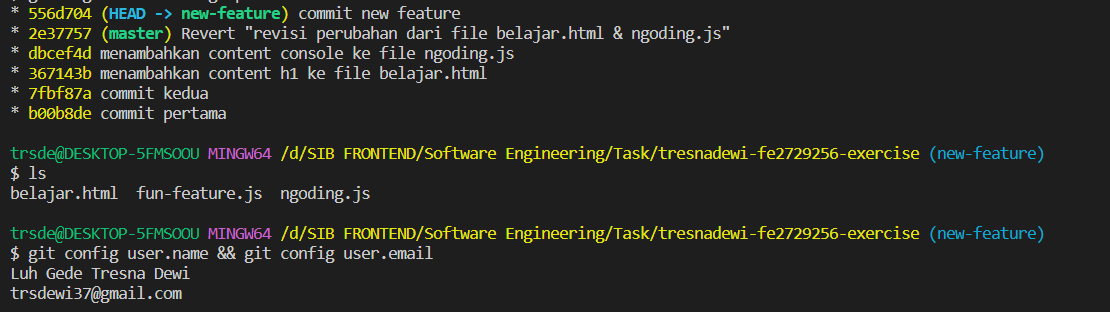 * 556d704 (HEAD -> new-feature) commit new feature
* 2e37757 (master) Revert "revisi perubahan dari file belajar.html & ngoding.js"
* dbcef4d menambahkan content console ke file ngoding.js
* 367143b menambahkan content h1 ke file belajar.html
* 7fbf87a commit kedua
* b00b8de commit pertama
trsde@DESKTOP-5FMSOOU MINGW64 /d/SIB FRONTEND/Software Engineering/Task/tresnadewi-fe2729256-exercise (new-feature)
$ ls
belajar.html  fun-feature.js  ngoding.js
trsde@DESKTOP-5FMSOOU MINGW64 /d/SIB FRONTEND/Software Engineering/Task/tresnadewi-fe2729256-exercise (new-feature)
$ git config user.name && git config user.email
Luh Gede Tresna Dewi
trsdewi37@gmail.com